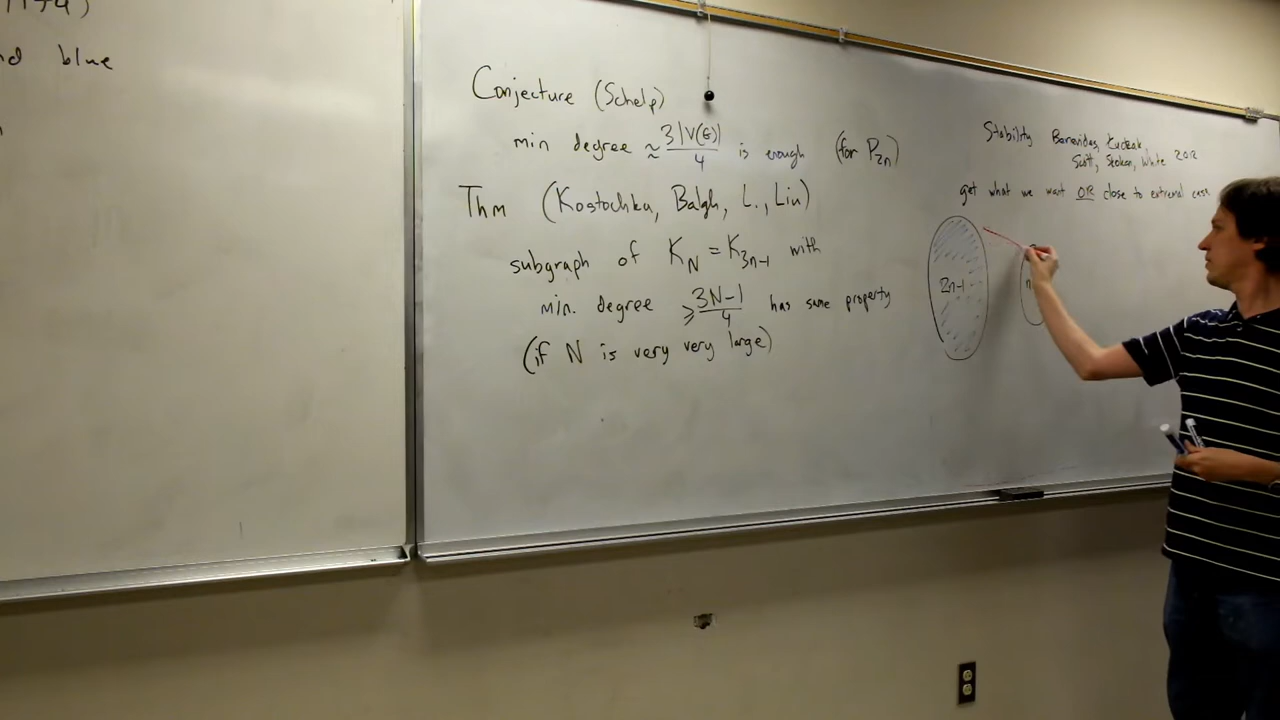 nd blue
Conjecture (Schelp)
min degree ≈ 3|V(G)|/4 is enough (for P2n)
Thm (Kostochka, Balgh, L., Liu)
subgraph of KN = K3n-1 with
min. degree ≥ 3N-1/4 has same property
(if N is very very large)
Stability Benevides, Łuczak,
Scott, Skokan, White 2012
get what we want OR close to extremal case
2n-1
n